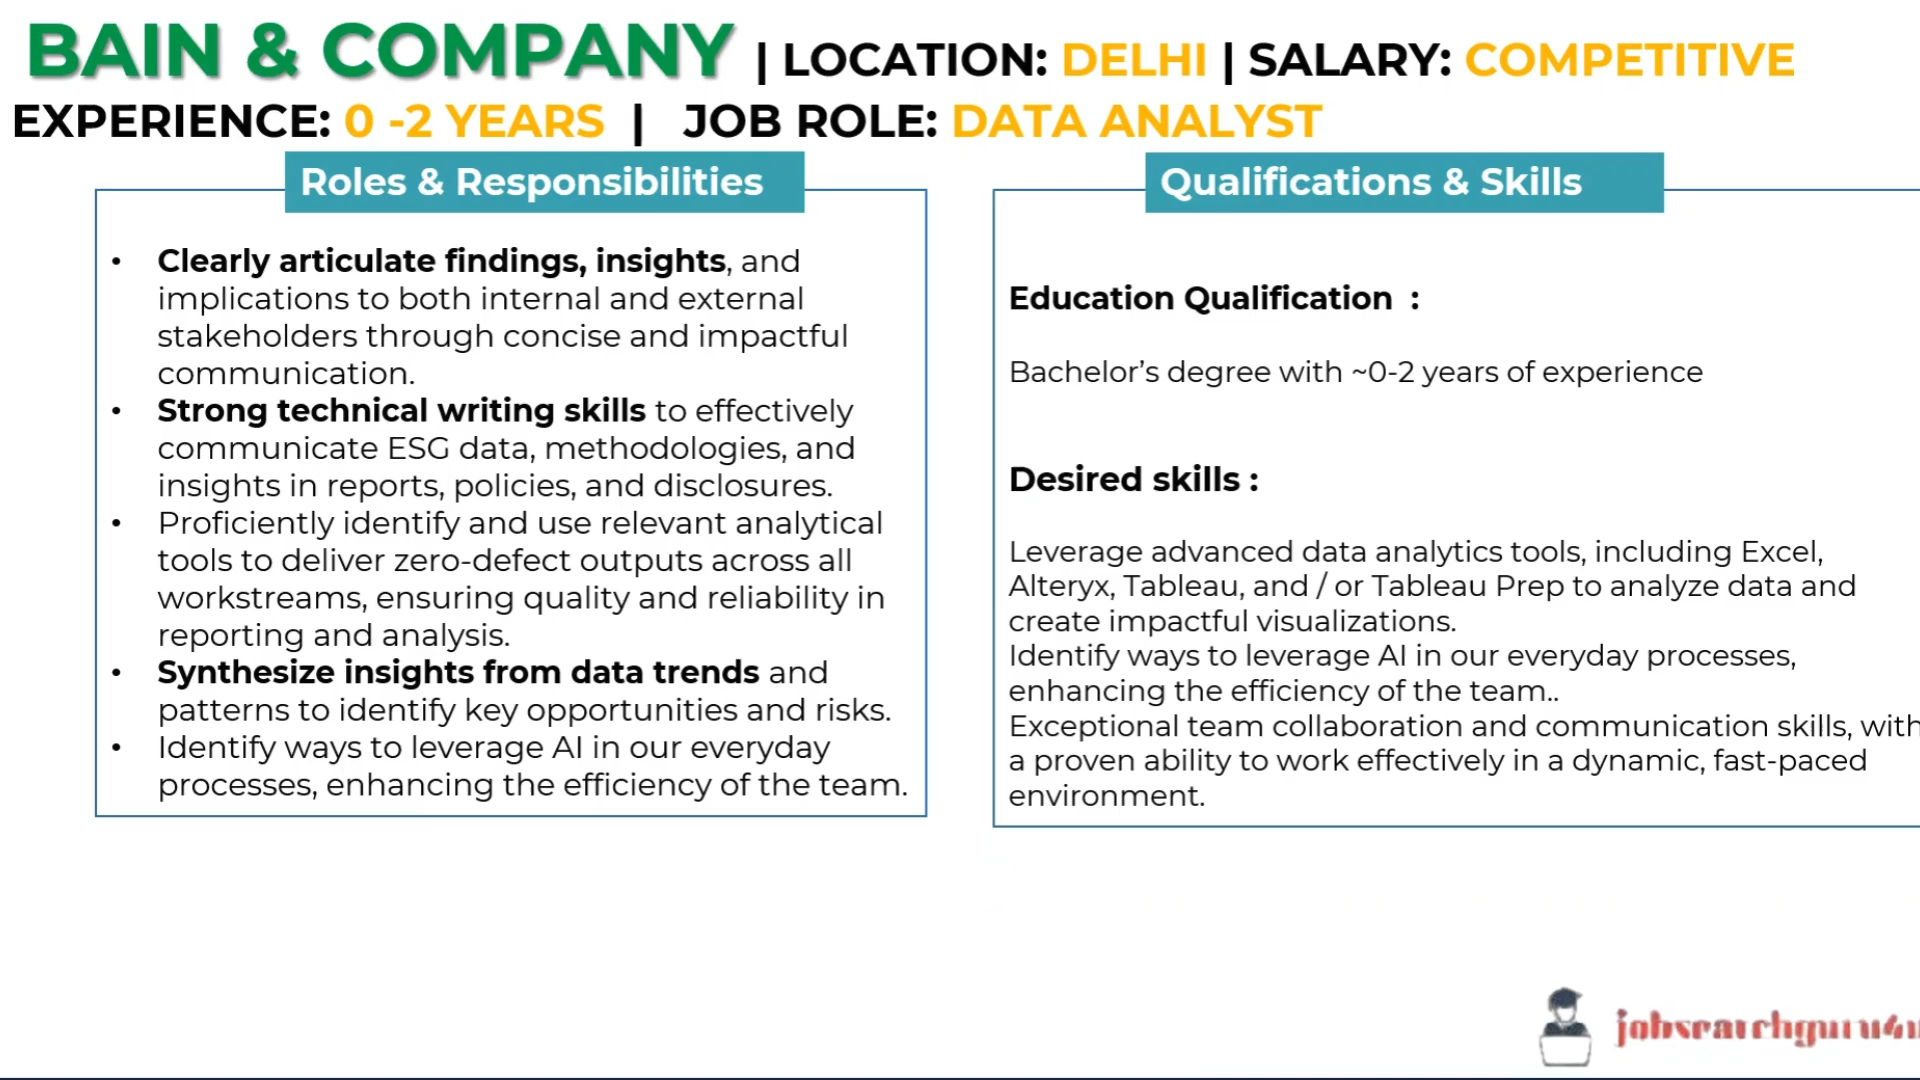 BAIN & COMPANY | LOCATION: DELHI | SALARY: COMPETITIVE
EXPERIENCE: 0 -2 YEARS | JOB ROLE: DATA ANALYST
Roles & Responsibilities
• Clearly articulate findings, insights, and
implications to both internal and external
stakeholders through concise and impactful
communication.
• Strong technical writing skills to effectively
communicate ESG data, methodologies, and
insights in reports, policies, and disclosures.
• Proficiently identify and use relevant analytical
tools to deliver zero-defect outputs across all
workstreams, ensuring quality and reliability in
reporting and analysis.
• Synthesize insights from data trends and
patterns to identify key opportunities and risks.
• Identify ways to leverage AI in our everyday
processes, enhancing the efficiency of the team.
Qualifications & Skills
Education Qualification :
Bachelor’s degree with ~0-2 years of experience
Desired skills :
Leverage advanced data analytics tools, including Excel,
Alteryx, Tableau, and / or Tableau Prep to analyze data and
create impactful visualizations.
Identify ways to leverage AI in our everyday processes,
enhancing the efficiency of the team..
Exceptional team collaboration and communication skills, with
a proven ability to work effectively in a dynamic, fast-paced
environment.